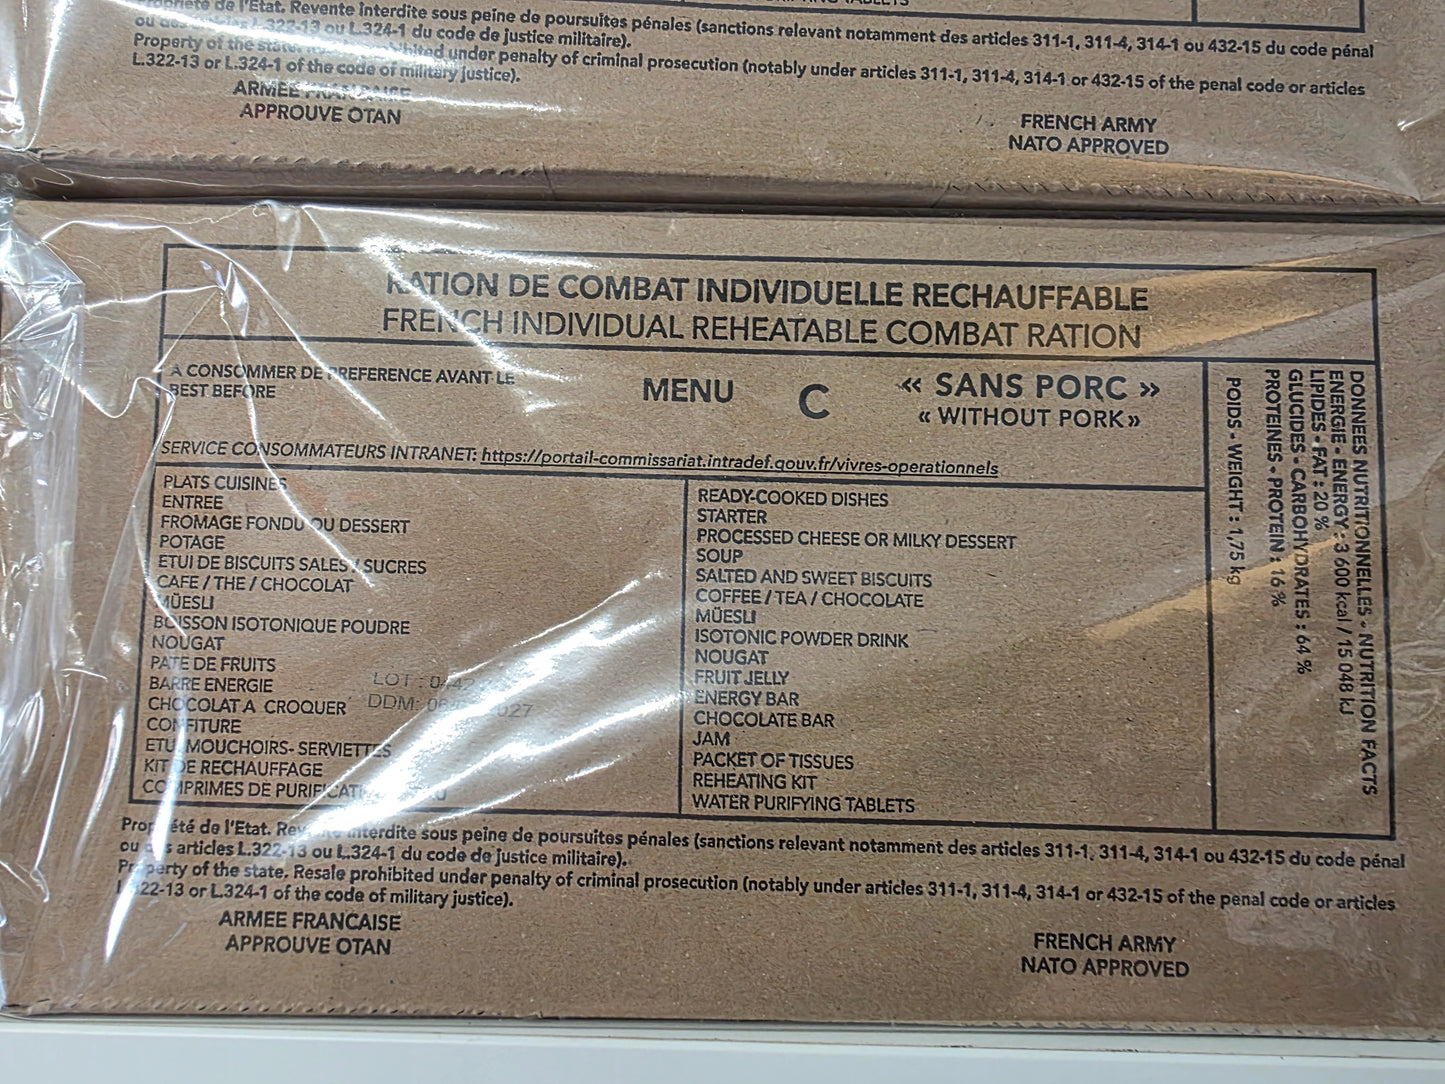 de l'Etat. Revente interdite sous peine de poursuites pénales (sanctions relevant notamment des articles 311-1, 311-4, 314-1 ou 432-15 du code pénal
ou L.324-1 du code de justice militaire).
Property of the state. under penalty of criminal prosecution (notably under articles 311-1, 311-4, 314-1 or 432-15 of the penal code or articles
L.322-13 or L.324-1 of the code of military justice).
ARMEE FRANCAISE
APPROUVE OTAN
FRENCH ARMY
NATO APPROVED
RATION DE COMBAT INDIVIDUELLE RECHAUFFABLE
FRENCH INDIVIDUAL REHEATABLE COMBAT RATION
A CONSOMMER DE PREFERENCE AVANT LE
BEST BEFORE
MENU C
« SANS PORC »
« WITHOUT PORK»
SERVICE CONSOMMATEURS INTRANET: https://portail-commissariat.intradef.gouv.fr/vivres-operationnels
PLATS CUISINES
ENTREE
FROMAGE FONDU OU DESSERT
POTAGE
ETUI DE BISCUITS SALES / SUCRES
CAFE / THE / CHOCOLAT
MÜESLI
BOISSON ISOTONIQUE POUDRE
NOUGAT
PATE DE FRUITS
BARRE ENERGIE
CHOCOLAT A CROQUER
CONFITURE
ETUI MOUCHOIRS- SERVIETTES
KIT DE RECHAUFFAGE
COMPRIMES DE
LOT :
DDM:
READY-COOKED DISHES
STARTER
PROCESSED CHEESE OR MILKY DESSERT
SOUP
SALTED AND SWEET BISCUITS
COFFEE / TEA / CHOCOLATE
MÜESLI
ISOTONIC POWDER DRINK
NOUGAT
FRUIT JELLY
ENERGY BAR
CHOCOLATE BAR
JAM
PACKET OF TISSUES
REHEATING KIT
WATER PURIFYING TABLETS
DONNEES NUTRITIONNELLES - NUTRITION FACTS
ENERGIE - ENERGY : 3 600 kcal / 15 048 kJ
LIPIDES - FAT : 20 %
GLUCIDES - CARBOHYDRATES : 64 %
PROTEINES - PROTEIN : 16 %
POIDS - WEIGHT : 1,75 kg
Propriété de l'Etat. Revente interdite sous peine de poursuites pénales (sanctions relevant notamment des articles 311-1, 311-4, 314-1 ou 432-15 du code pénal
ou des articles L.322-13 ou L.324-1 du code de justice militaire).
Property of the state. Resale prohibited under penalty of criminal prosecution (notably under articles 311-1, 311-4, 314-1 or 432-15 of the penal code or articles
L.322-13 or L.324-1 of the code of military justice).
ARMEE FRANCAISE
APPROUVE OTAN
FRENCH ARMY
NATO APPROVED